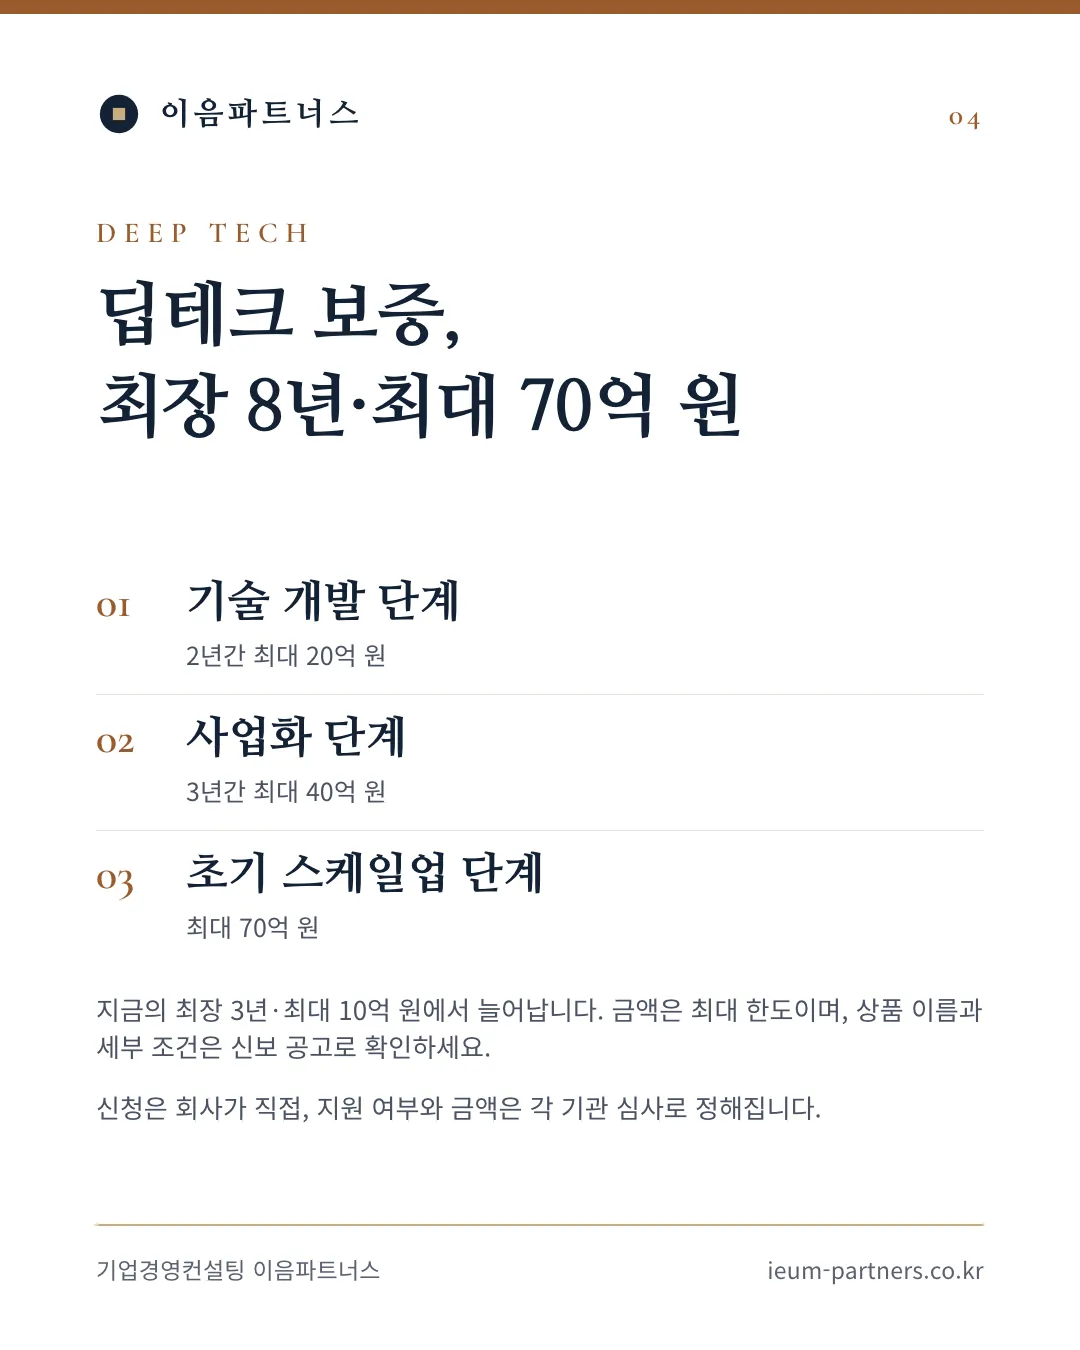 이음파트너스
04
DEEP TECH
딥테크 보증,
최장 8년·최대 70억 원
01
기술 개발 단계
2년간 최대 20억 원
02
사업화 단계
3년간 최대 40억 원
03
초기 스케일업 단계
최대 70억 원
지금의 최장 3년·최대 10억 원에서 늘어납니다. 금액은 최대 한도이며, 상품 이름과
세부 조건은 신보 공고로 확인하세요.
신청은 회사가 직접, 지원 여부와 금액은 각 기관 심사로 정해집니다.
기업경영컨설팅 이음파트너스
ieum-partners.co.kr